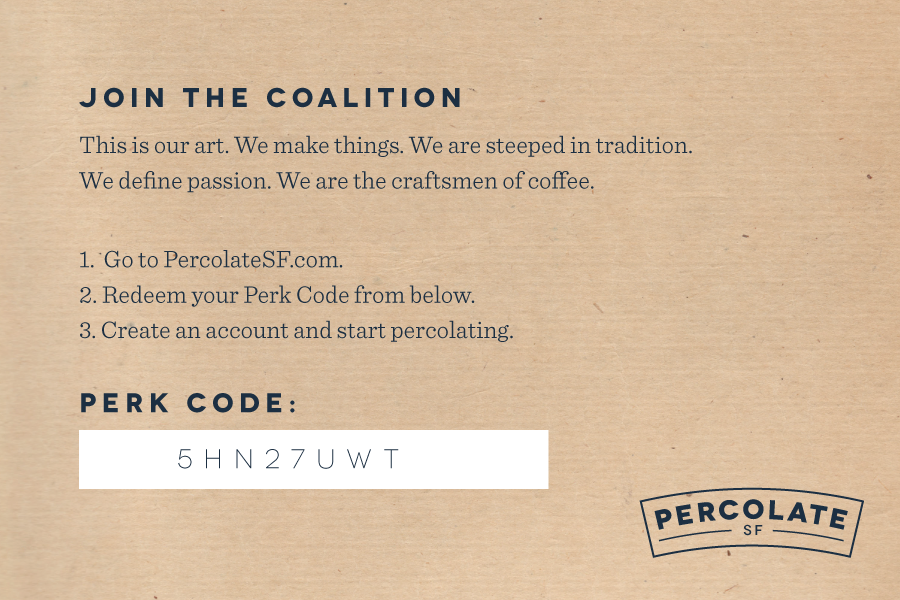 JOIN THE COALITION
This is our art. We make things. We are steeped in tradition.
We define passion. We are the craftsmen of coffee.
1. Go to PercolateSF.com.
2. Redeem your Perk Code from below.
3. Create an account and start percolating.
PERK CODE:
5HN27UWT
PERCOLATE
SF